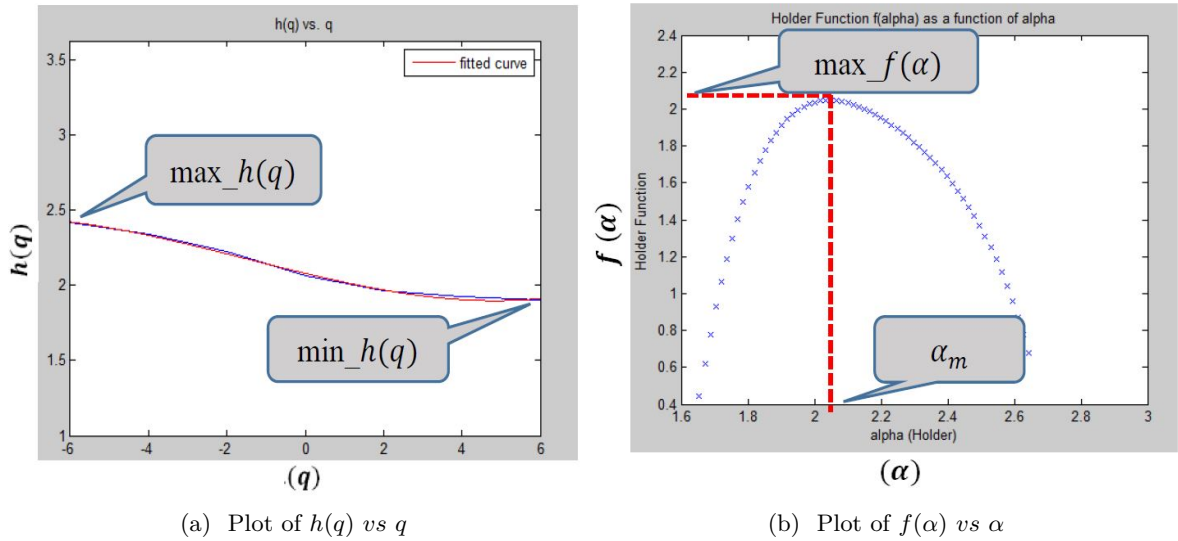 h(q) vs. q
3.5
3
2.5
2
1.5
1
-6 -4 -2 0 2 4 6
fitted curve
max_h(q)
min_h(q)
h(q)
.(q)
(a) Plot of h(q) vs q
Holder Function f(alpha) as a function of alpha
2.4
2.2
2
1.8
1.6
1.4
1.2
1
0.8
0.6
0.4
1.6 1.8 2 2.2 2.4 2.6 2.8 3
max_f(α)
αm
f (α)
Holder Function
alpha (Holder)
(α)
(b) Plot of f(α) vs α